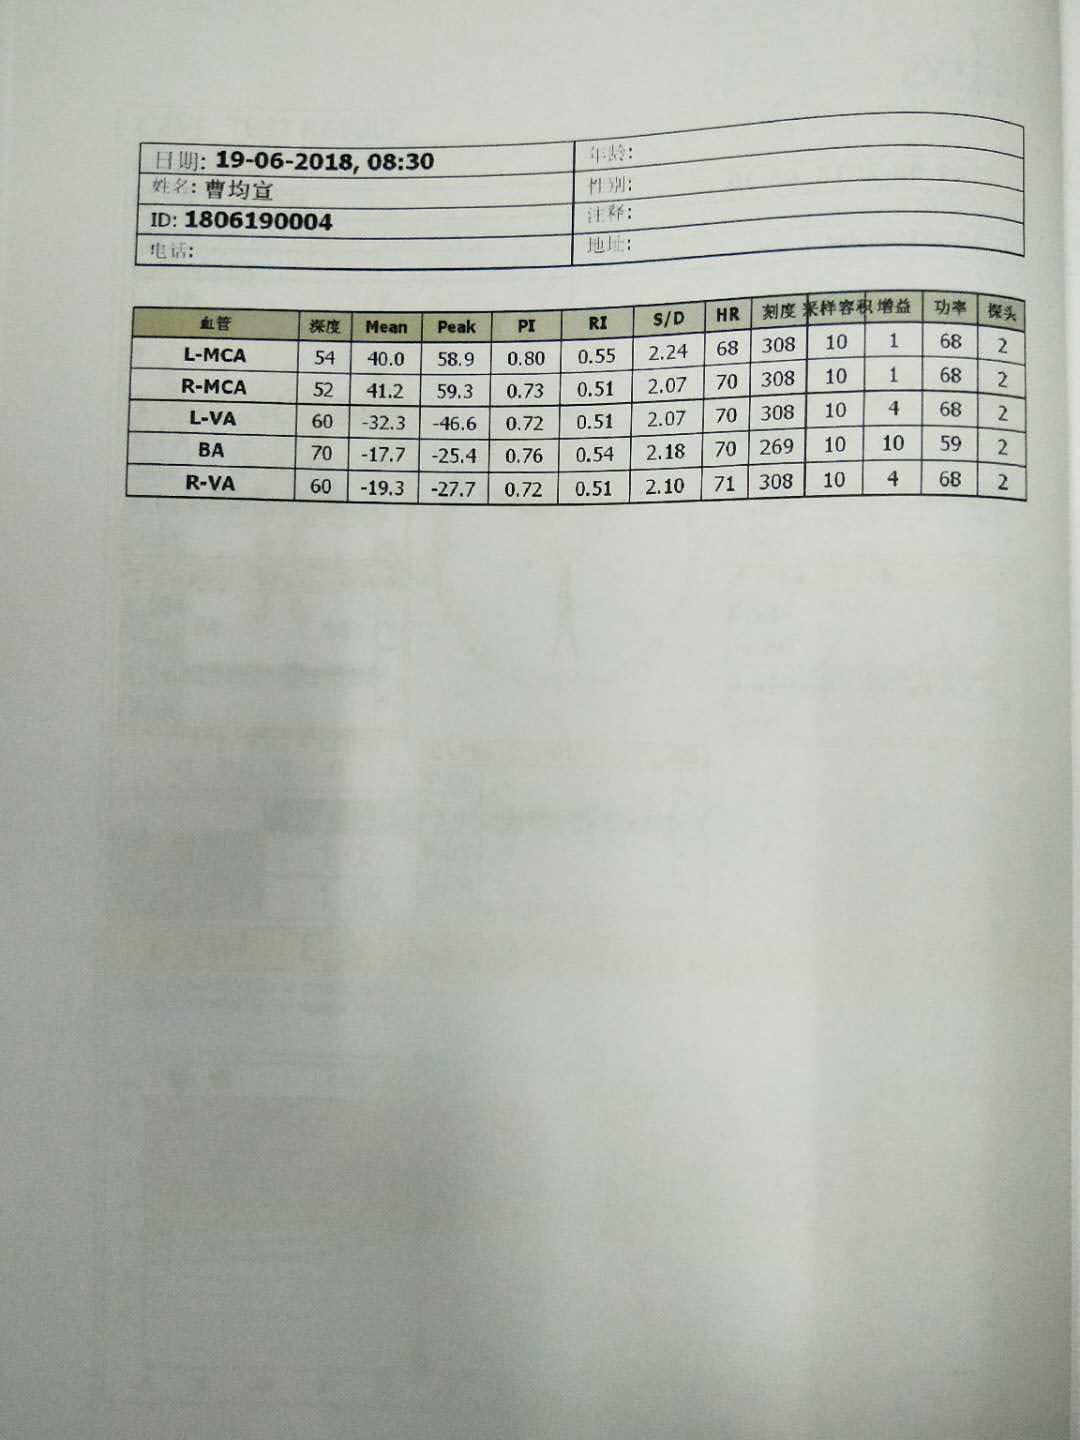 日期: 19-06-2018, 08:30 年龄:
姓名: 曹均宣 性别:
ID: 1806190004 注释:
电话: 地址:
血管 深度 Mean Peak PI RI S/D HR 刻度 采样容积 增益 功率 探头
L-MCA 54 40.0 58.9 0.80 0.55 2.24 68 308 10 1 68 2
R-MCA 52 41.2 59.3 0.73 0.51 2.07 70 308 10 1 68 2
L-VA 60 -32.3 -46.6 0.72 0.51 2.07 70 308 10 4 68 2
BA 70 -17.7 -25.4 0.76 0.54 2.18 70 269 10 10 59 2
R-VA 60 -19.3 -27.7 0.72 0.51 2.10 71 308 10 4 68 2